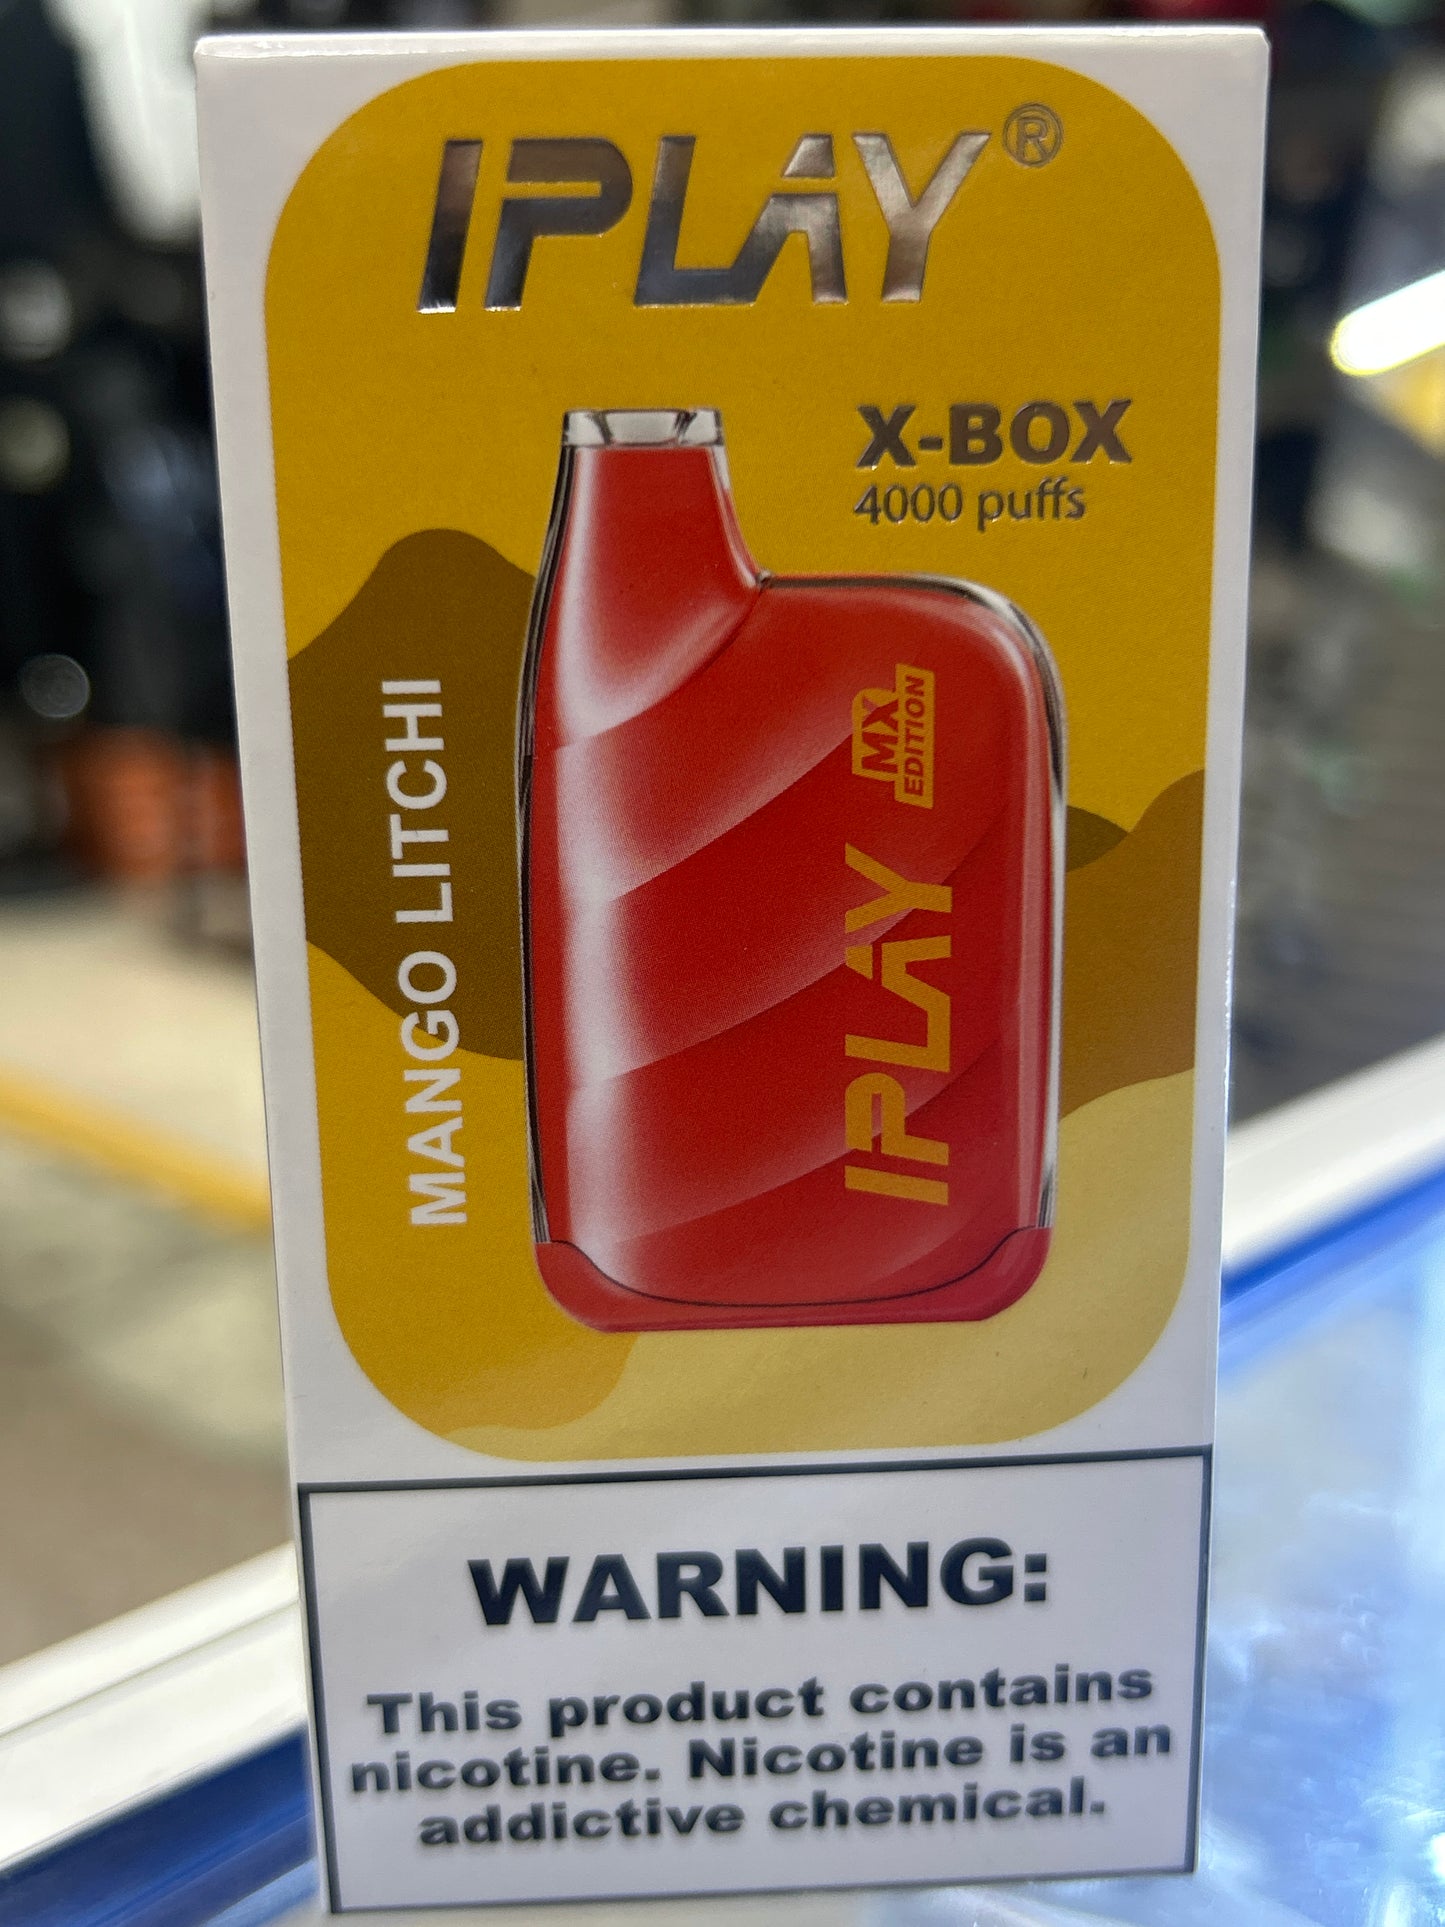 IPLAY®
X-BOX
4000 puffs
MANGO LITCHI
IPLAY
MX
EDITION
WARNING:
This product contains
nicotine. Nicotine is an
addictive chemical.